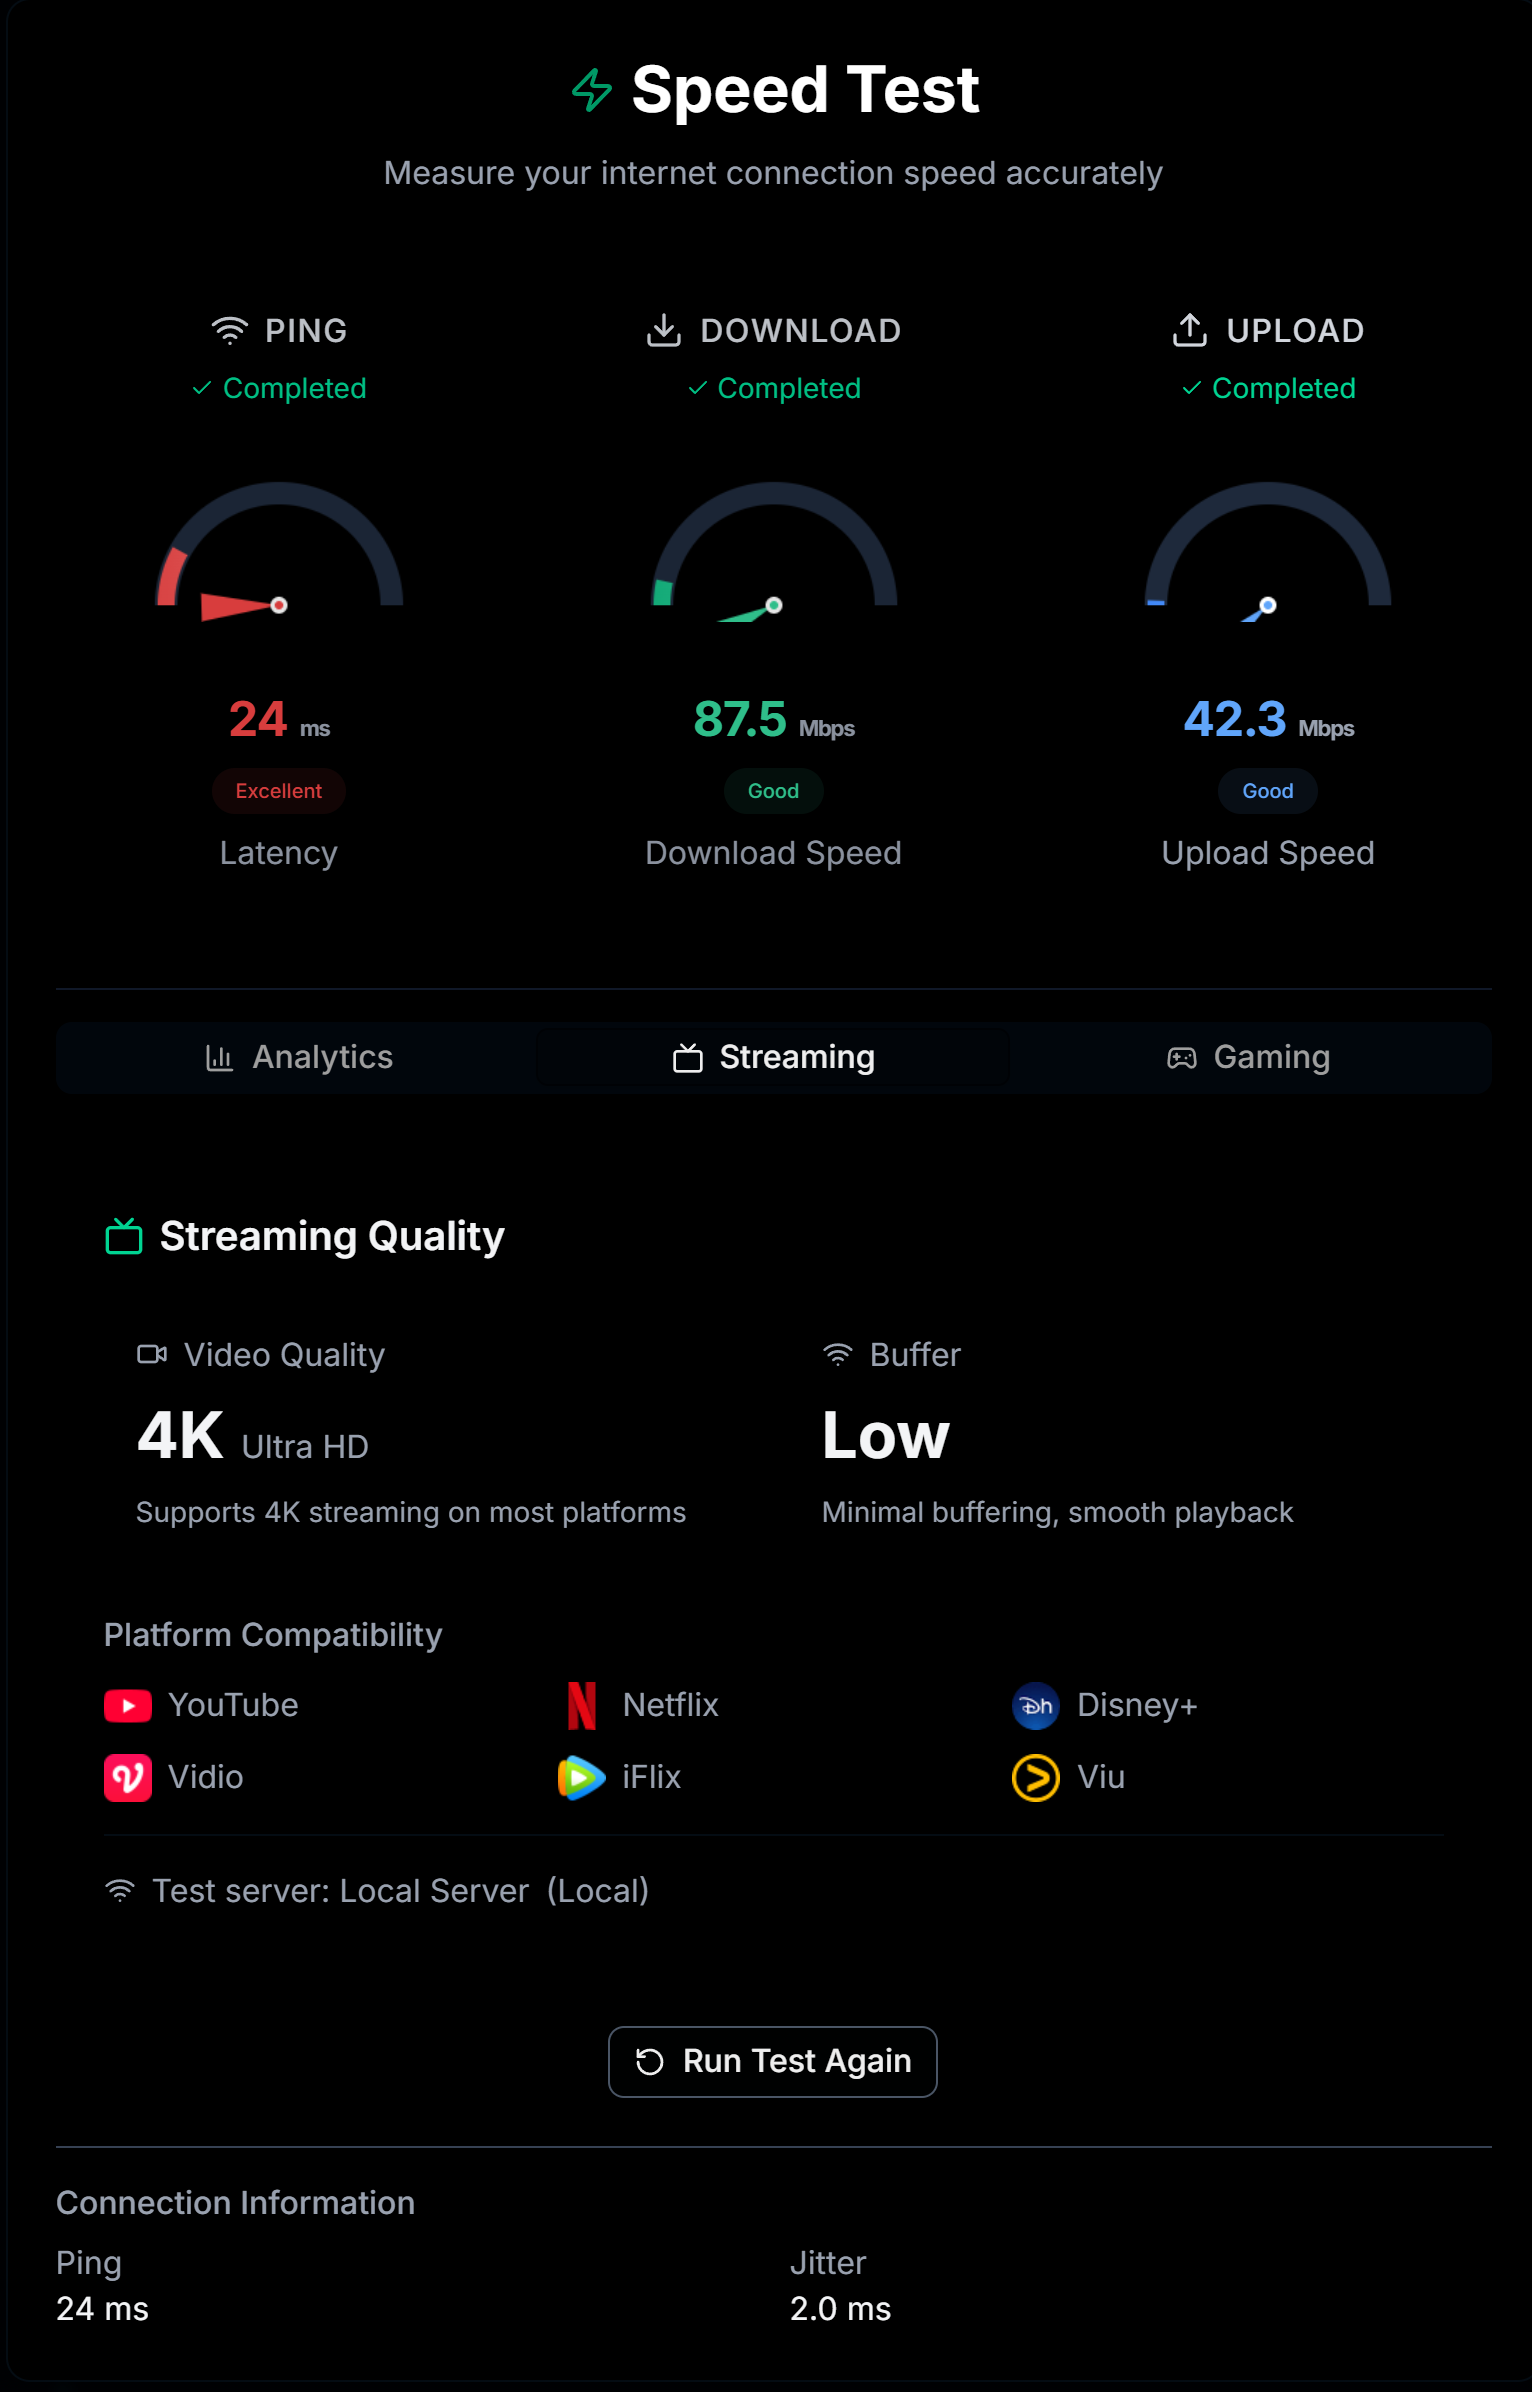 Speed Test
Measure your internet connection speed accurately
PING
Completed
DOWNLOAD
Completed
UPLOAD
Completed
24 ms
Excellent
Latency
87.5 Mbps
Good
Download Speed
42.3 Mbps
Good
Upload Speed
Analytics
Streaming
Gaming
Streaming Quality
Video Quality
4K Ultra HD
Supports 4K streaming on most platforms
Buffer
Low
Minimal buffering, smooth playback
Platform Compatibility
YouTube
Netflix
Dh
Disney+
Vidio
iFlix
Viu
Test server: Local Server (Local)
Run Test Again
Connection Information
Ping
24 ms
Jitter
2.0 ms